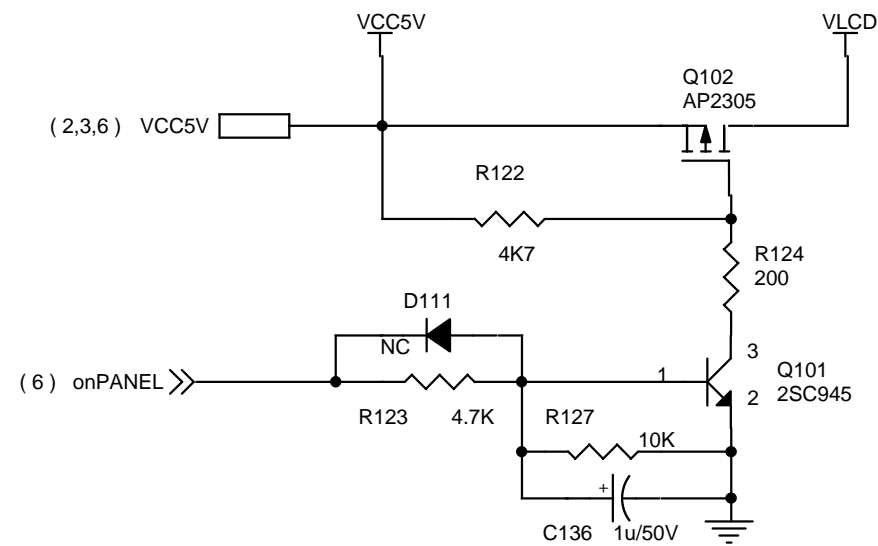 VCC5V
VLCD
Q102
AP2305
( 2,3,6 ) VCC5V
R122
4K7
R124
200
D111
NC
( 6 ) onPANEL
R123
4.7K
R127
10K
1
3
2
Q101
2SC945
+
C136
1u/50V